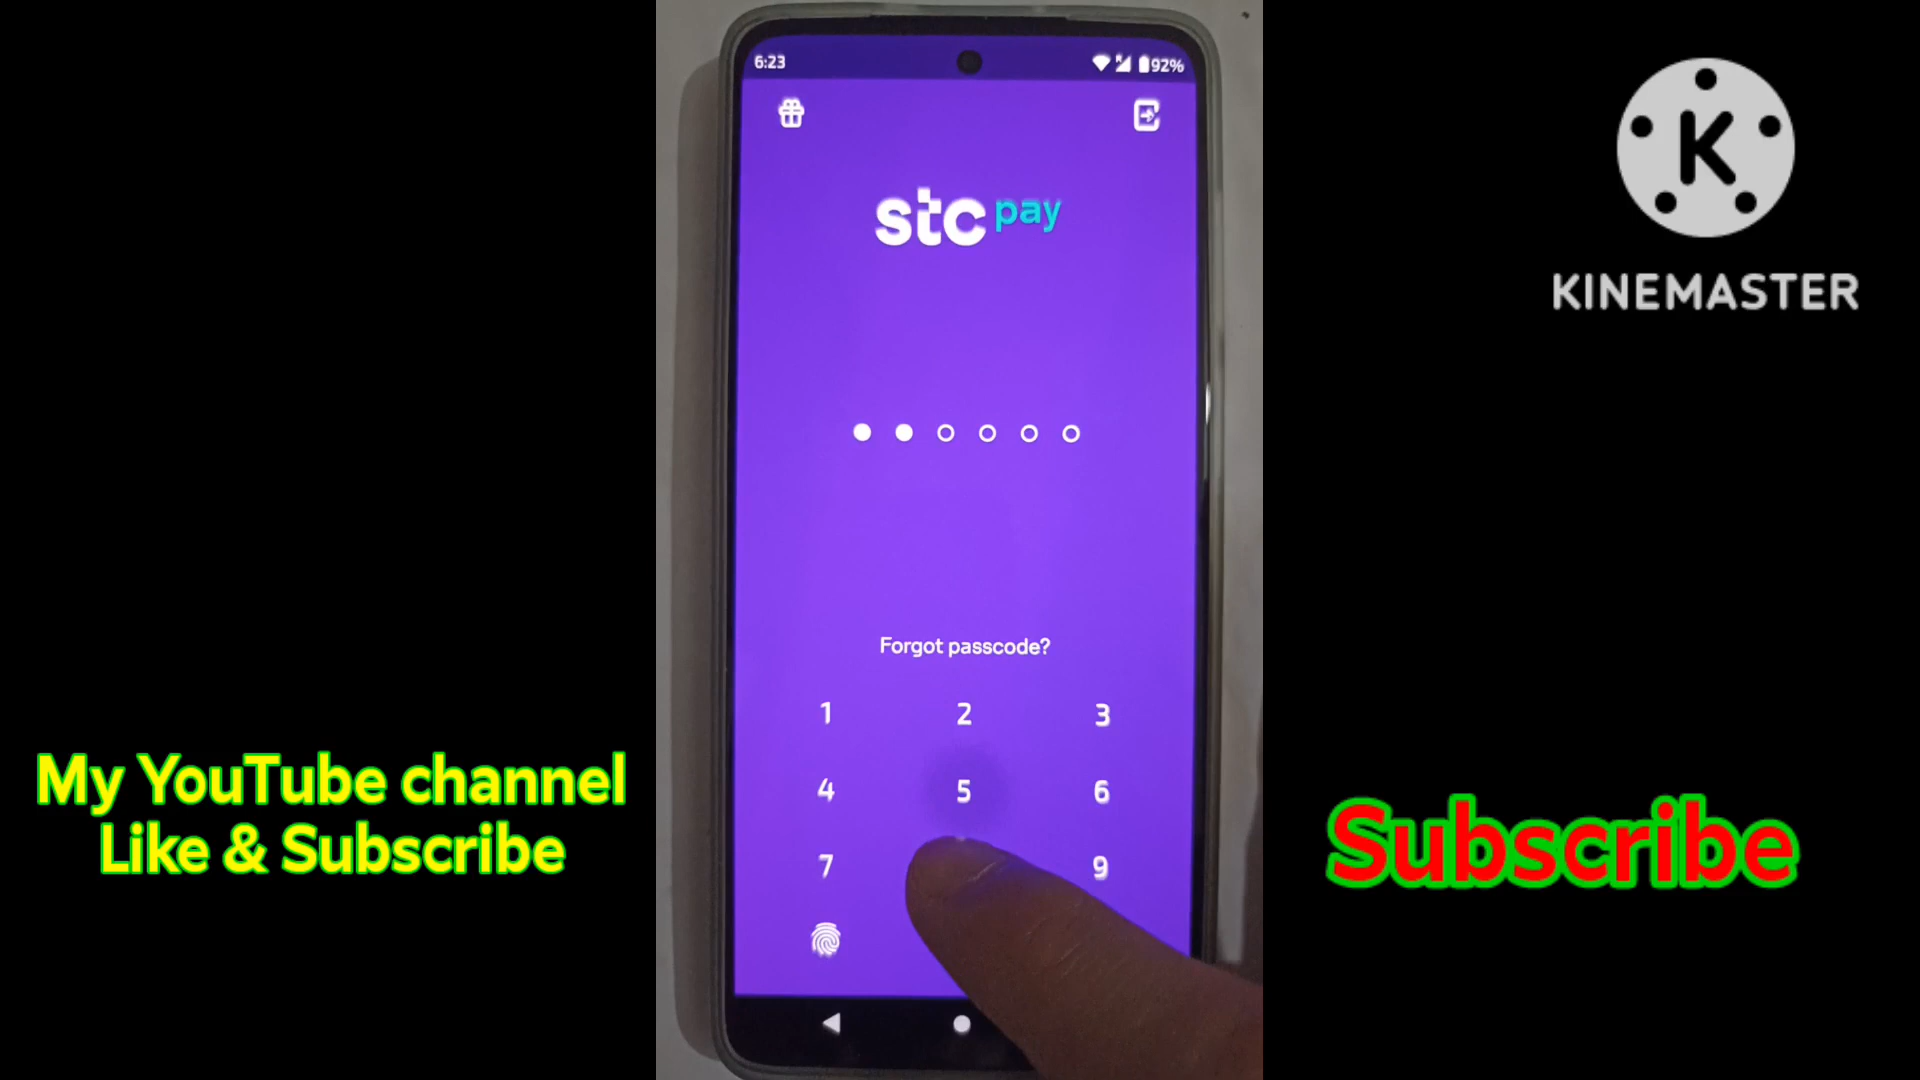 6:23
92%
stc pay
Forgot passcode?
1 2 3
4 5 6
7 9
K
KINEMASTER
My YouTube channel
Like & Subscribe
Subscribe